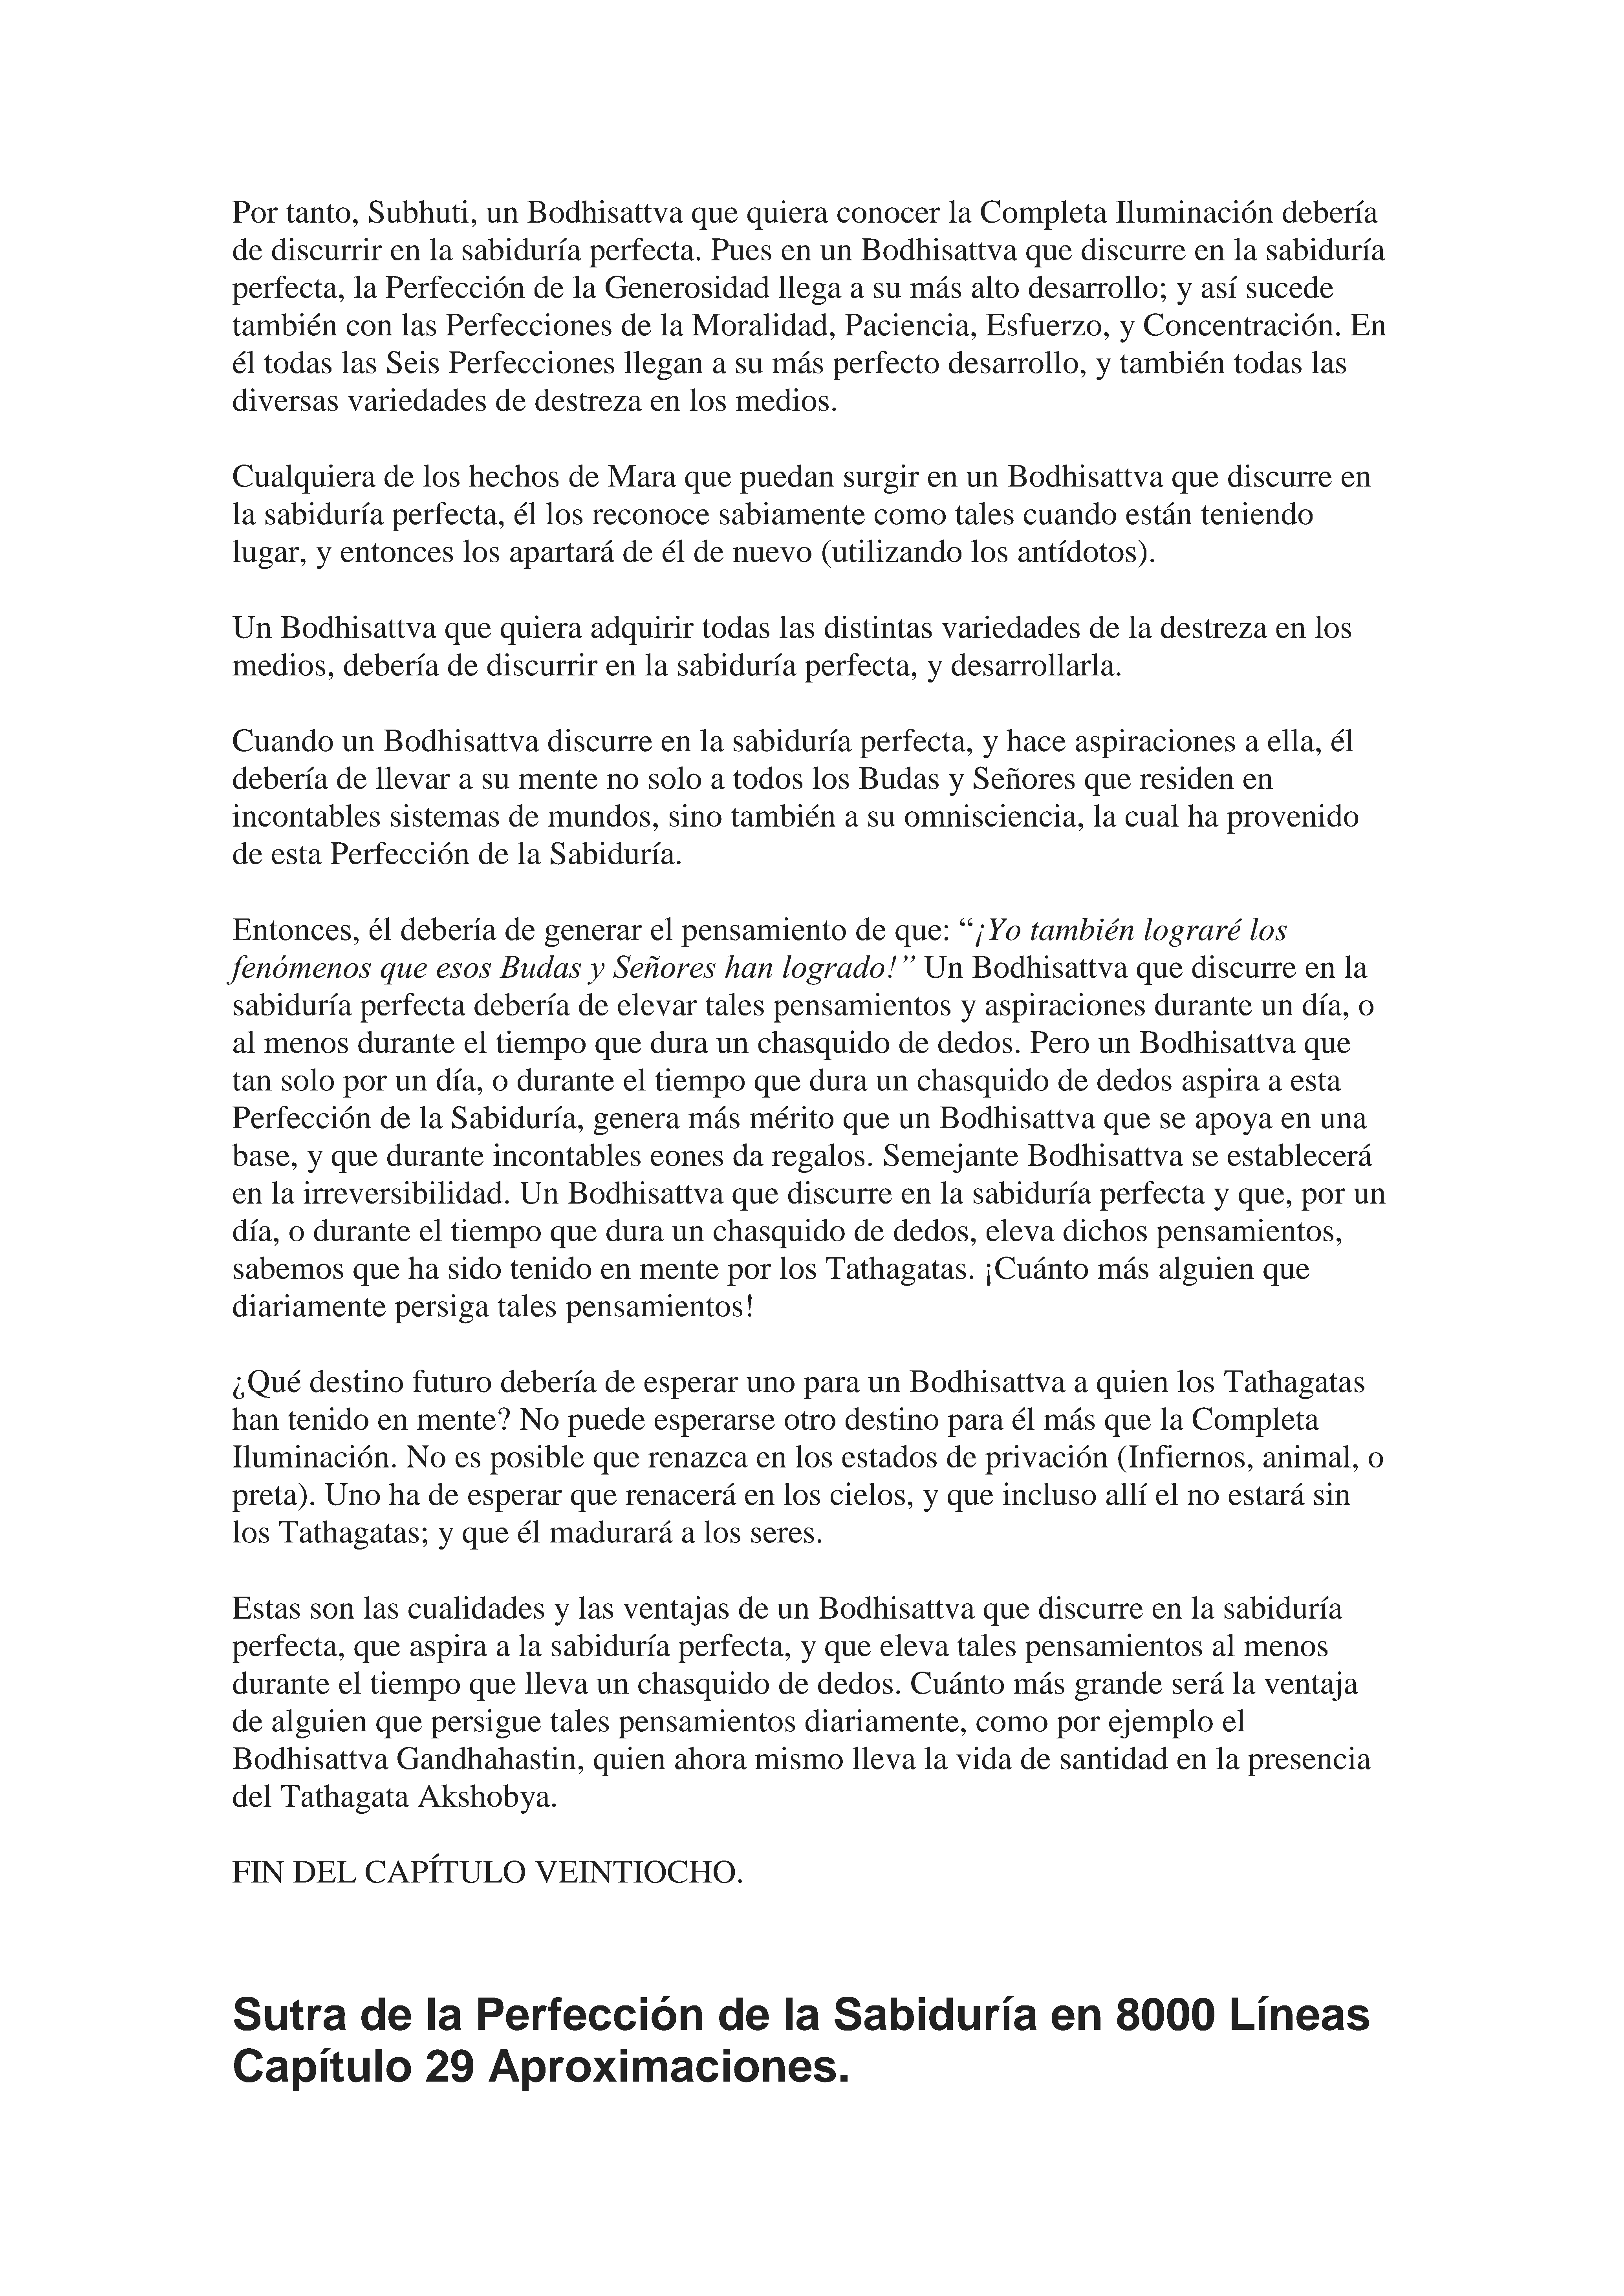 Por tanto, Subhuti, un Bodhisattva que quiera conocer la Completa Iluminación debería
de discurrir en la sabiduría perfecta. Pues en un Bodhisattva que discurre en la sabiduría
perfecta, la Perfección de la Generosidad llega a su más alto desarrollo; y así sucede
también con las Perfecciones de la Moralidad, Paciencia, Esfuerzo, y Concentración. En
él todas las Seis Perfecciones llegan a su más perfecto desarrollo, y también todas las
diversas variedades de destreza en los medios.
Cualquiera de los hechos de Mara que puedan surgir en un Bodhisattva que discurre en
la sabiduría perfecta, él los reconoce sabiamente como tales cuando están teniendo
lugar, y entonces los apartará de él de nuevo (utilizando los antídotos).
Un Bodhisattva que quiera adquirir todas las distintas variedades de la destreza en los
medios, debería de discurrir en la sabiduría perfecta, y desarrollarla.
Cuando un Bodhisattva discurre en la sabiduría perfecta, y hace aspiraciones a ella, él
debería de llevar a su mente no solo a todos los Budas y Señores que residen en
incontables sistemas de mundos, sino también a su omnisciencia, la cual ha provenido
de esta Perfección de la Sabiduría.
Entonces, él debería de generar el pensamiento de que: “¡Yo también lograré los
fenómenos que esos Budas y Señores han logrado!” Un Bodhisattva que discurre en la
sabiduría perfecta debería de elevar tales pensamientos y aspiraciones durante un día, o
al menos durante el tiempo que dura un chasquido de dedos. Pero un Bodhisattva que
tan solo por un día, o durante el tiempo que dura un chasquido de dedos aspira a esta
Perfección de la Sabiduría, genera más mérito que un Bodhisattva que se apoya en una
base, y que durante incontables eones da regalos. Semejante Bodhisattva se establecerá
en la irreversibilidad. Un Bodhisattva que discurre en la sabiduría perfecta y que, por un
día, o durante el tiempo que dura un chasquido de dedos, eleva dichos pensamientos,
sabemos que ha sido tenido en mente por los Tathagatas. ¡Cuánto más alguien que
diariamente persiga tales pensamientos!
¿Qué destino futuro debería de esperar uno para un Bodhisattva a quien los Tathagatas
han tenido en mente? No puede esperarse otro destino para él más que la Completa
Iluminación. No es posible que renazca en los estados de privación (Infiernos, animal, o
preta). Uno ha de esperar que renacerá en los cielos, y que incluso allí el no estará sin
los Tathagatas; y que él madurará a los seres.
Estas son las cualidades y las ventajas de un Bodhisattva que discurre en la sabiduría
perfecta, que aspira a la sabiduría perfecta, y que eleva tales pensamientos al menos
durante el tiempo que lleva un chasquido de dedos. Cuánto más grande será la ventaja
de alguien que persigue tales pensamientos diariamente, como por ejemplo el
Bodhisattva Gandhahastin, quien ahora mismo lleva la vida de santidad en la presencia
del Tathagata Akshobya.
FIN DEL CAPÍTULO VEINTIOCHO.
Sutra de la Perfección de la Sabiduría en 8000 Líneas
Capítulo 29 Aproximaciones.